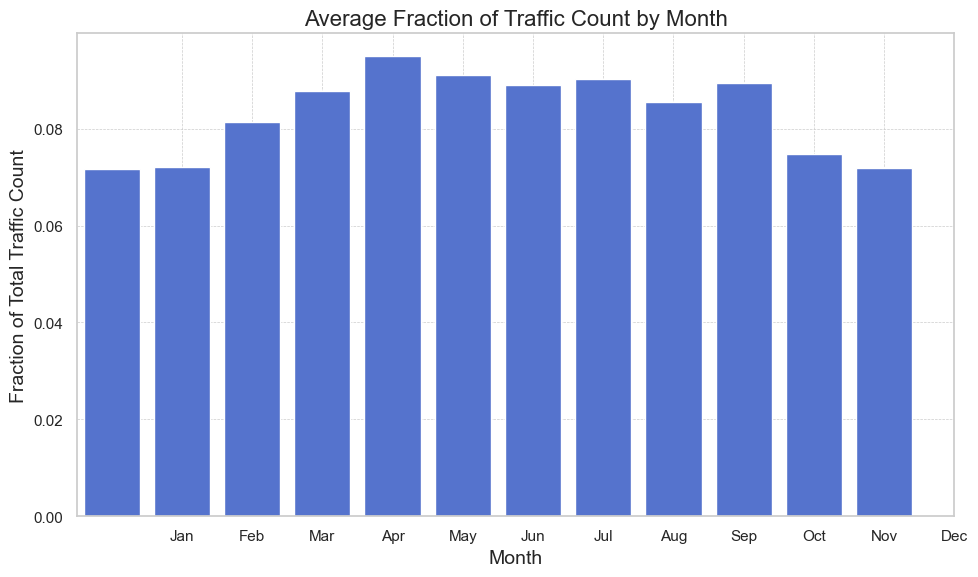 Average Fraction of Traffic Count by Month
Fraction of Total Traffic Count
0.08
0.06
0.04
0.02
0.00
Jan Feb Mar Apr May Jun Jul Aug Sep Oct Nov Dec
Month